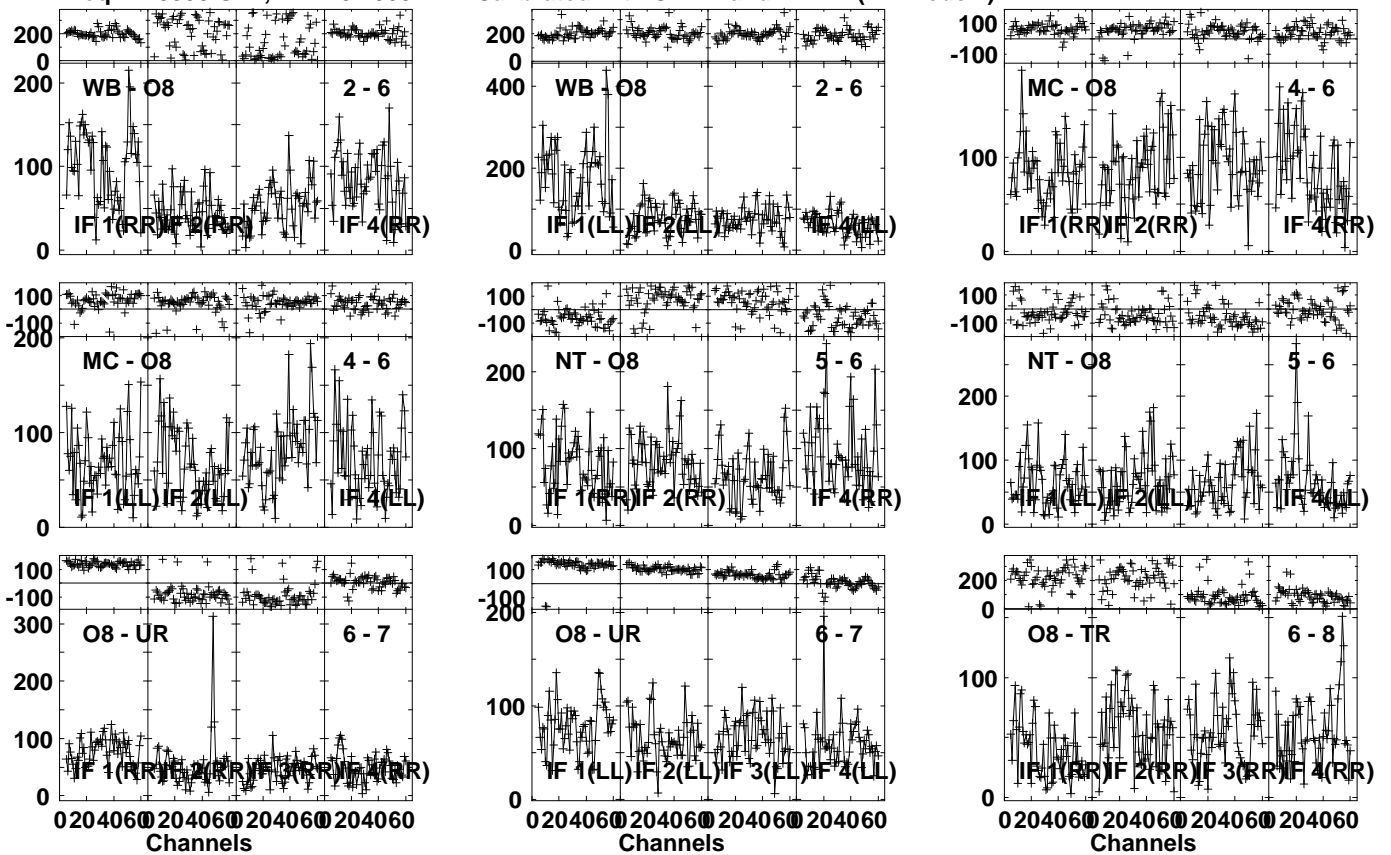 200
0
200
0
100
-100
WB - O8
2 - 6
WB - O8
2 - 6
MC - O8
4 - 6
200
100
0
400
200
0
100
0
IF 1(RR) IF 2(RR) IF 4(RR)
IF 1(LL) IF 2(LL) IF 4(LL)
IF 1(RR) IF 2(RR) IF 4(RR)
100
-100
100
-100
100
-100
MC - O8
4 - 6
NT - O8
5 - 6
NT - O8
5 - 6
200
100
0
200
100
0
200
100
0
IF 1(LL) IF 2(LL) IF 4(LL)
IF 1(RR) IF 2(RR) IF 4(RR)
IF 1(LL) IF 2(LL) IF 4(LL)
100
-100
100
-100
200
0
O8 - UR
6 - 7
O8 - UR
6 - 7
O8 - TR
6 - 8
300
200
100
0
200
100
0
100
0
IF 1(RR) IF 2(RR) IF 3(RR) IF 4(RR)
IF 1(LL) IF 2(LL) IF 3(LL) IF 4(LL)
IF 1(RR) IF 2(RR) IF 3(RR) IF 4(RR)
0 20 40 60 0 20 40 60 0 20 40 60 0 20 40 60
0 20 40 60 0 20 40 60 0 20 40 60 0 20 40 60
0 20 40 60 0 20 40 60 0 20 40 60 0 20 40 60
Channels
Channels
Channels